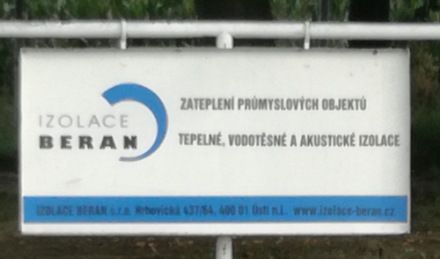 IZOLACE
BERAN
ZATEPLENÍ PRŮMYSLOVÝCH OBJEKTŮ
TEPELNÉ, VODOTĚSNÉ A AKUSTICKÉ IZOLACE
IZOLACE BERAN s.r.o. Hrbovická 437/54, 400 01 Ústí n.L. www.izolace-beran.cz